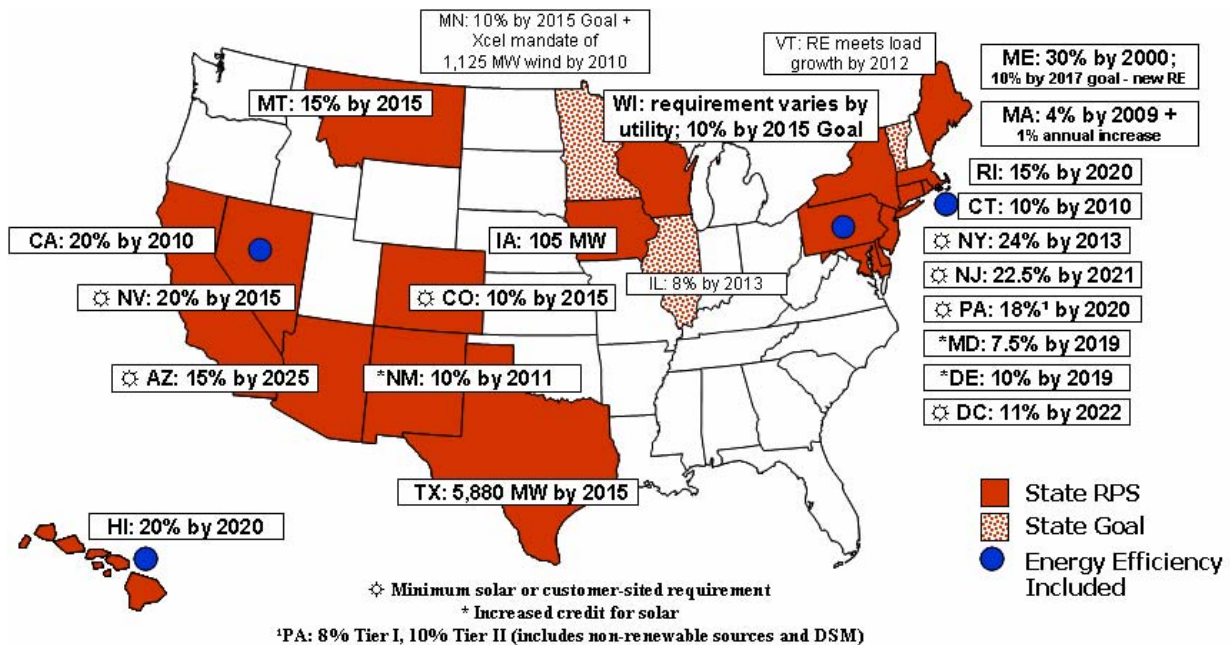 MN: 10% by 2015 Goal +
Xcel mandate of
1,125 MW wind by 2010
VT: RE meets load
growth by 2012
ME: 30% by 2000;
10% by 2017 goal - new RE
MT: 15% by 2015
WI: requirement varies by
utility; 10% by 2015 Goal
MA: 4% by 2009 +
1% annual increase
RI: 15% by 2020
CT: 10% by 2010
CA: 20% by 2010
IA: 105 MW
☼ NY: 24% by 2013
IL: 8% by 2013
☼ NJ: 22.5% by 2021
☼ NV: 20% by 2015
☼ CO: 10% by 2015
☼ PA: 18%¹ by 2020
*MD: 7.5% by 2019
☼ AZ: 15% by 2025
*NM: 10% by 2011
*DE: 10% by 2019
☼ DC: 11% by 2022
TX: 5,880 MW by 2015
HI: 20% by 2020
State RPS
State Goal
Energy Efficiency
Included
☼ Minimum solar or customer-sited requirement
* Increased credit for solar
¹PA: 8% Tier I, 10% Tier II (includes non-renewable sources and DSM)